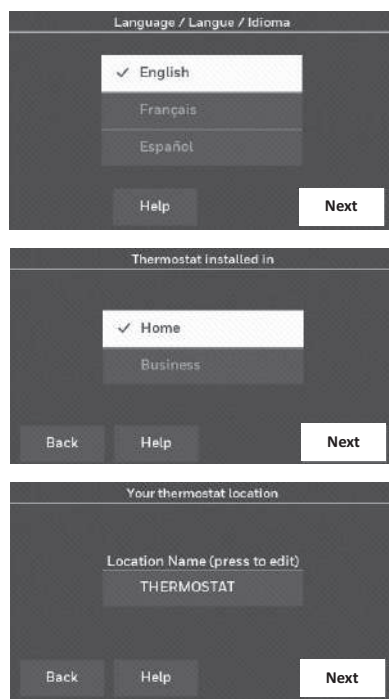 Language / Langue / Idioma
✓ English
Français
Español
Help Next
Thermostat installed in
✓ Home
Business
Back Help Next
Your thermostat location
Location Name (press to edit)
THERMOSTAT
Back Help Next